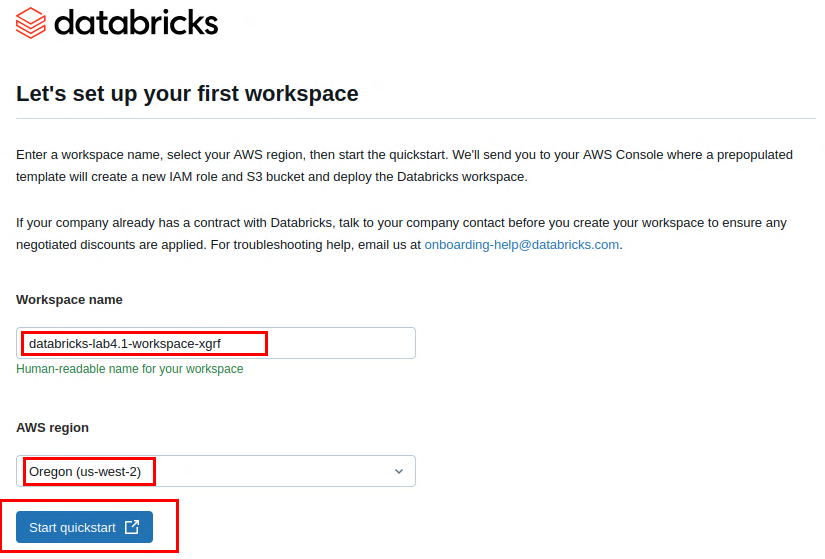 databricks
Let's set up your first workspace
Enter a workspace name, select your AWS region, then start the quickstart. We'll send you to your AWS Console where a prepopulated
template will create a new IAM role and S3 bucket and deploy the Databricks workspace.
If your company already has a contract with Databricks, talk to your company contact before you create your workspace to ensure any
negotiated discounts are applied. For troubleshooting help, email us at onboarding-help@databricks.com.
Workspace name
databricks-lab4.1-workspace-xgrf
Human-readable name for your workspace
AWS region
Oregon (us-west-2)
Start quickstart